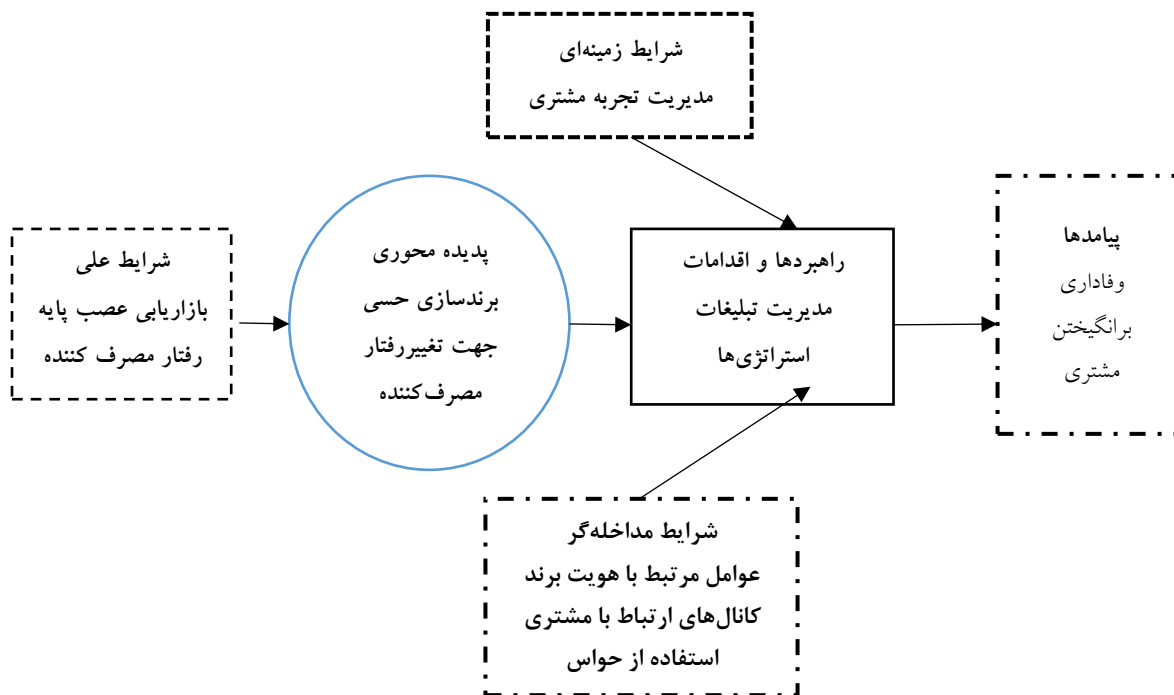 شرایط زمینه‌ای
مدیریت تجربه مشتری
شرایط علی
بازاریابی عصب پایه
رفتار مصرف کننده
پدیده محوری
برندسازی حسی
جهت تغییررفتار
مصرف‌کننده
راهبردها و اقدامات
مدیریت تبلیغات
استراتژی‌ها
پیامدها
وفاداری
برانگیختن
مشتری
شرایط مداخله‌گر
عوامل مرتبط با هویت برند
کانال‌های ارتباط با مشتری
استفاده از حواس